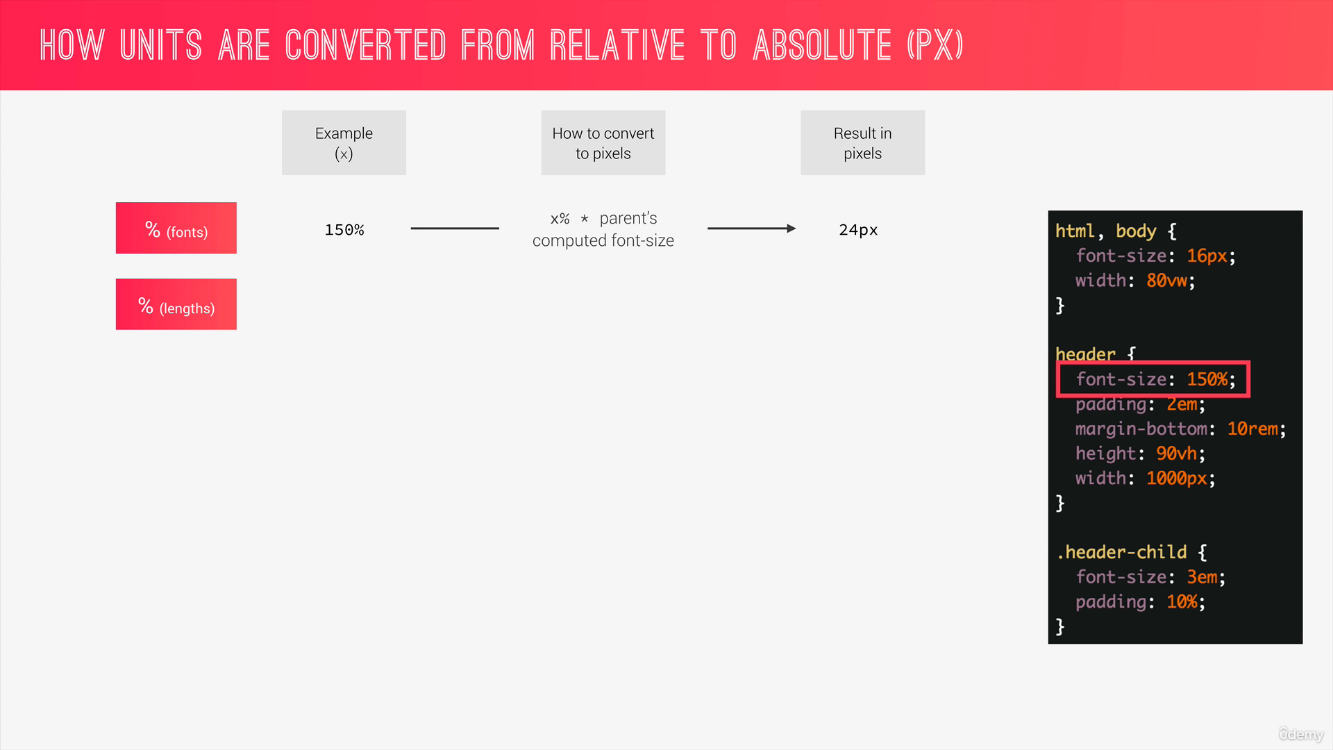 HOW UNITS ARE CONVERTED FROM RELATIVE TO ABSOLUTE (PX)
Example
(x)
How to convert
to pixels
Result in
pixels
% (fonts)
150%
x% * parent's
computed font-size
24px
% (lengths)
html, body {
font-size: 16px;
width: 80vw;
}
header {
font-size: 150%;
padding: 2em;
margin-bottom: 10rem;
height: 90vh;
width: 1000px;
}
.header-child {
font-size: 3em;
padding: 10%;
}
ûdemy